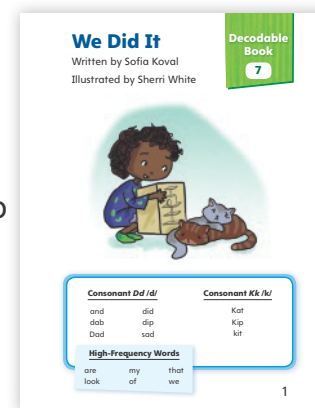 We Did It
Written by Sofia Koval
Illustrated by Sherri White
Decodable
Book
7
Consonant Dd /d/
and did
dab dip
Dad sad
Consonant Kk /k/
Kat
Kip
kit
High-Frequency Words
are my that
look of we
1